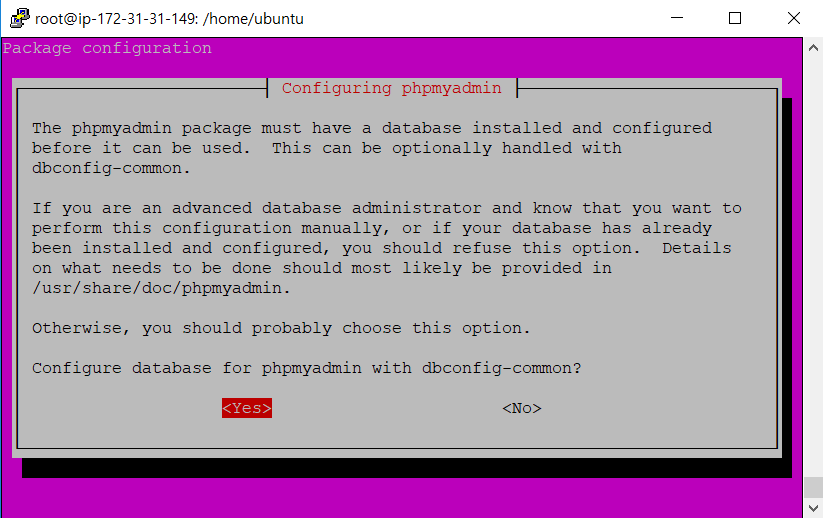 root@ip-172-31-31-149: /home/ubuntu
Package configuration
Configuring phpmyadmin
The phpmyadmin package must have a database installed and configured
before it can be used.  This can be optionally handled with
dbconfig-common.
If you are an advanced database administrator and know that you want to
perform this configuration manually, or if your database has already
been installed and configured, you should refuse this option.  Details
on what needs to be done should most likely be provided in
/usr/share/doc/phpmyadmin.
Otherwise, you should probably choose this option.
Configure database for phpmyadmin with dbconfig-common?
<Yes> <No>